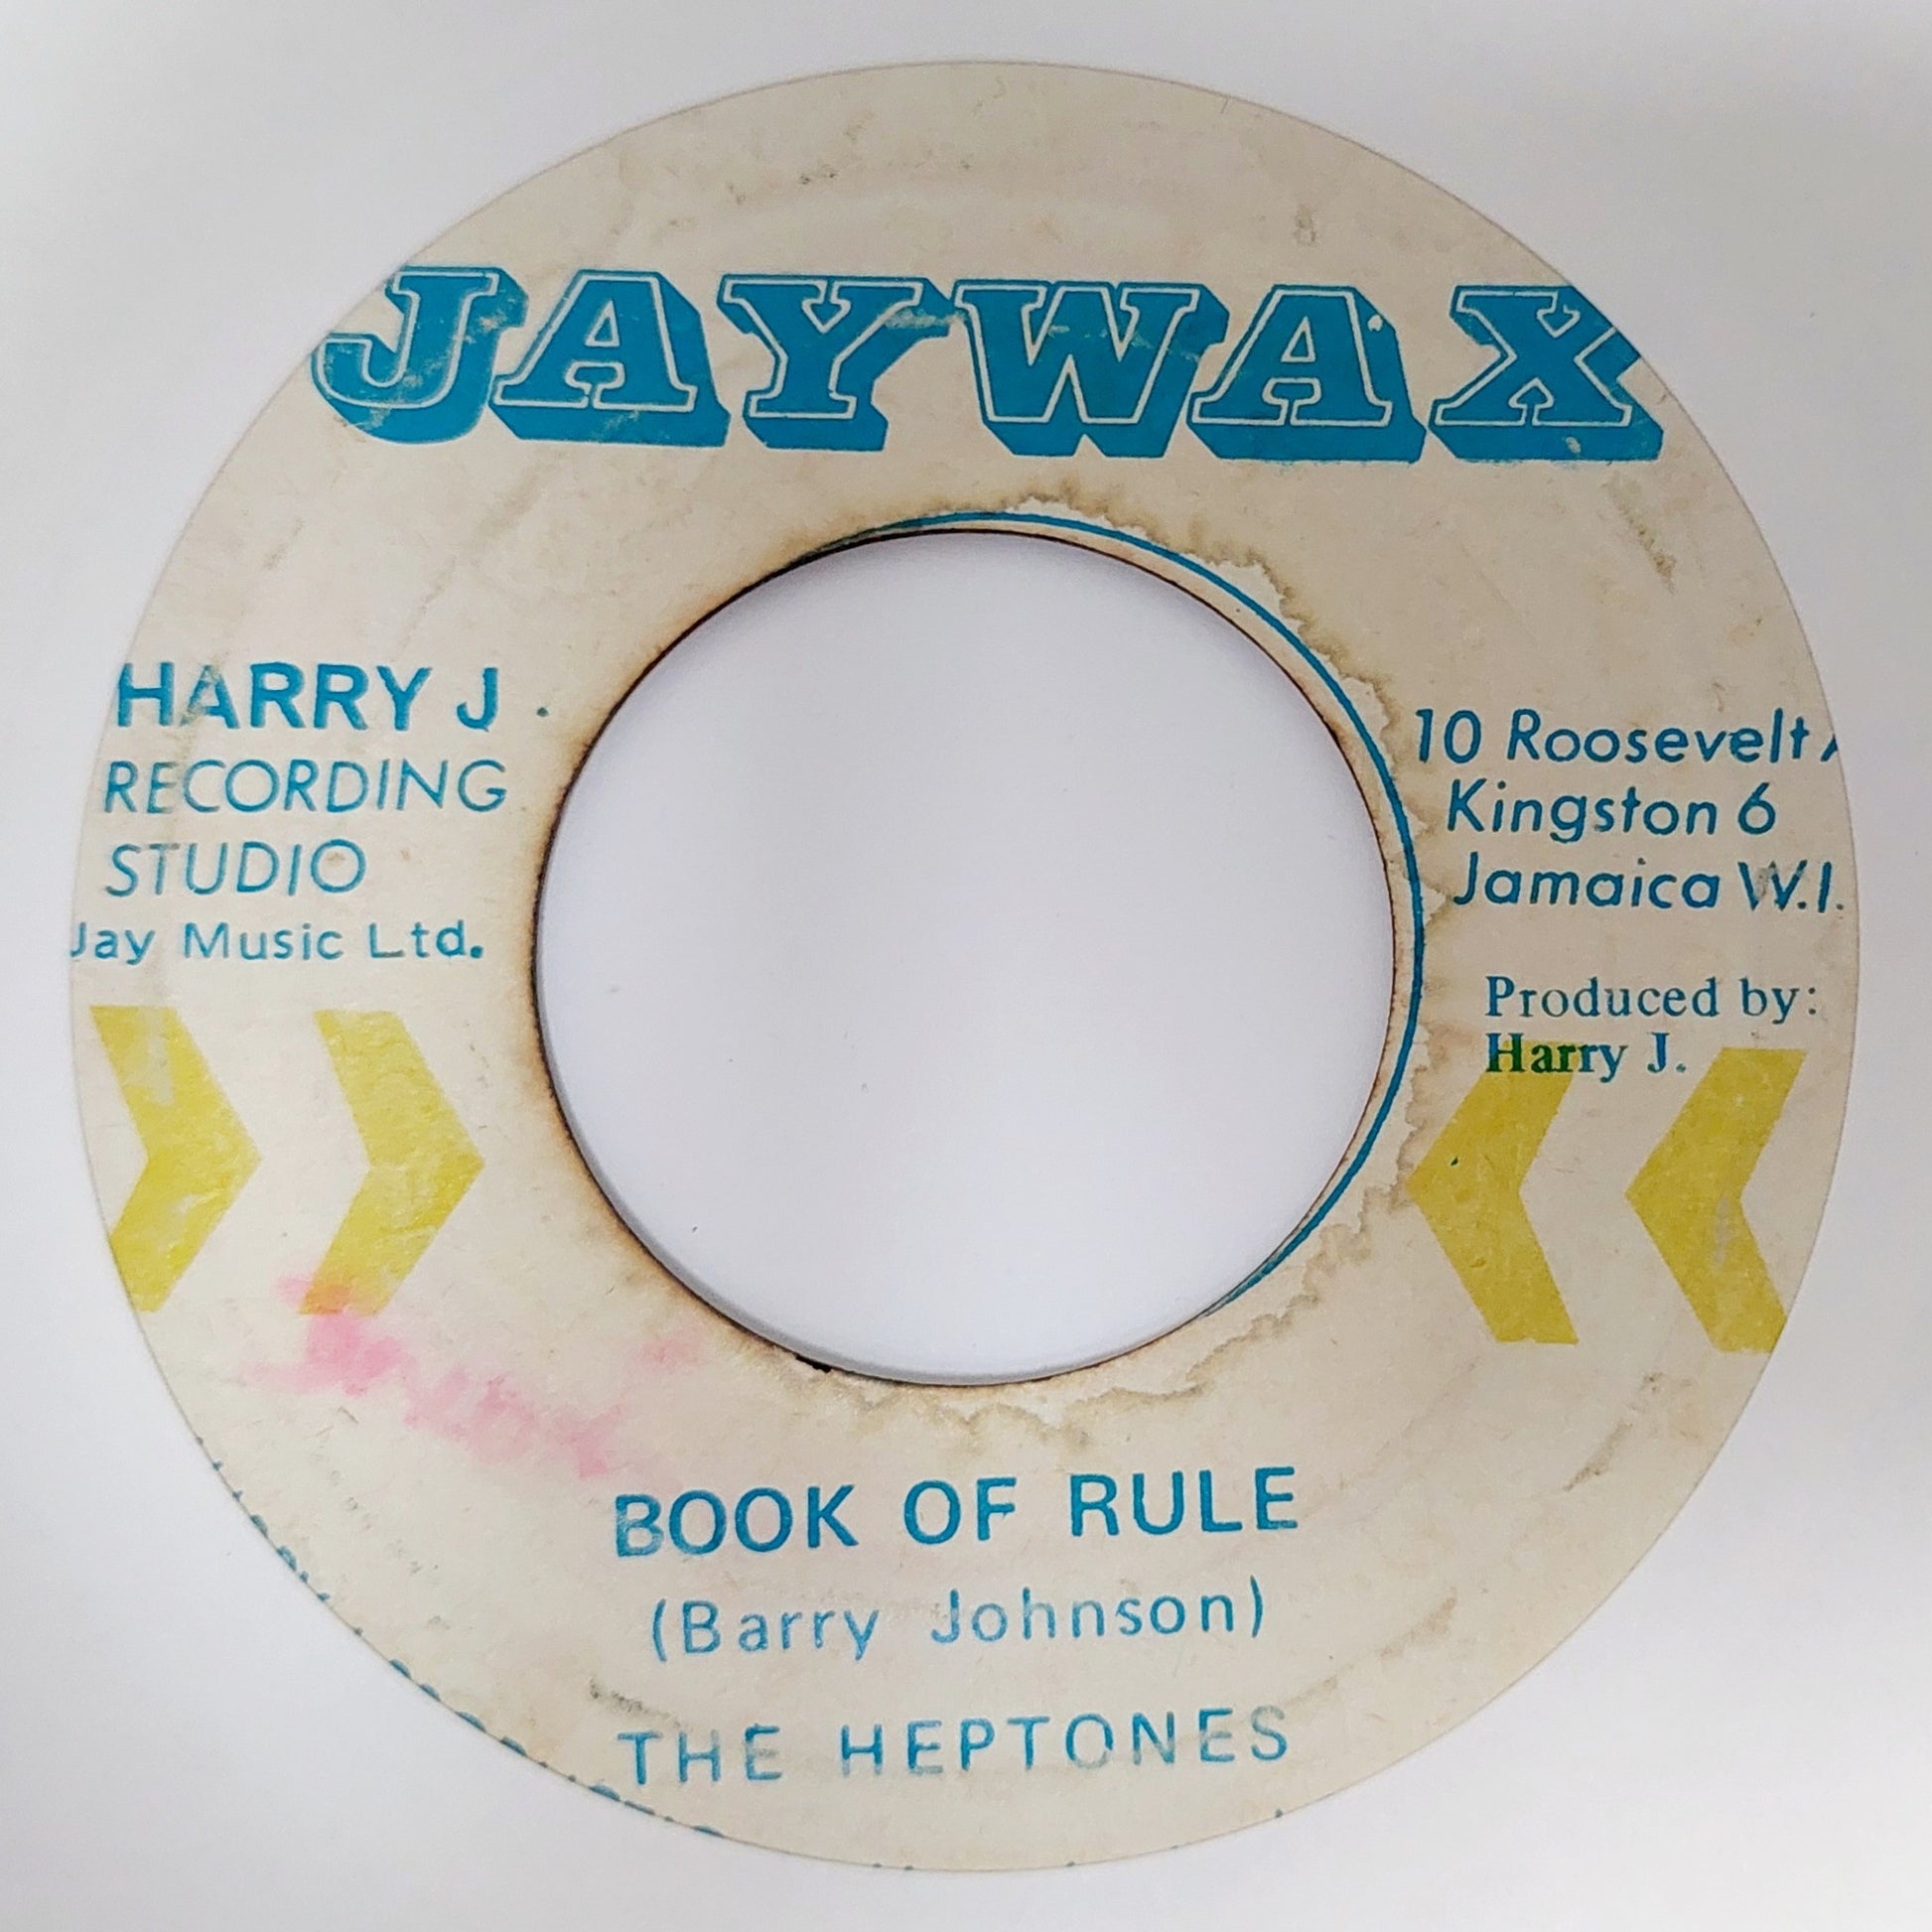 JAYWAX
HARRY J
RECORDING
STUDIO
Jay Music Ltd.
10 Roosevelt
Kingston 6
Jamaica W.I.
Produced by:
Harry J.
BOOK OF RULE
(Barry Johnson)
THE HEPTONES